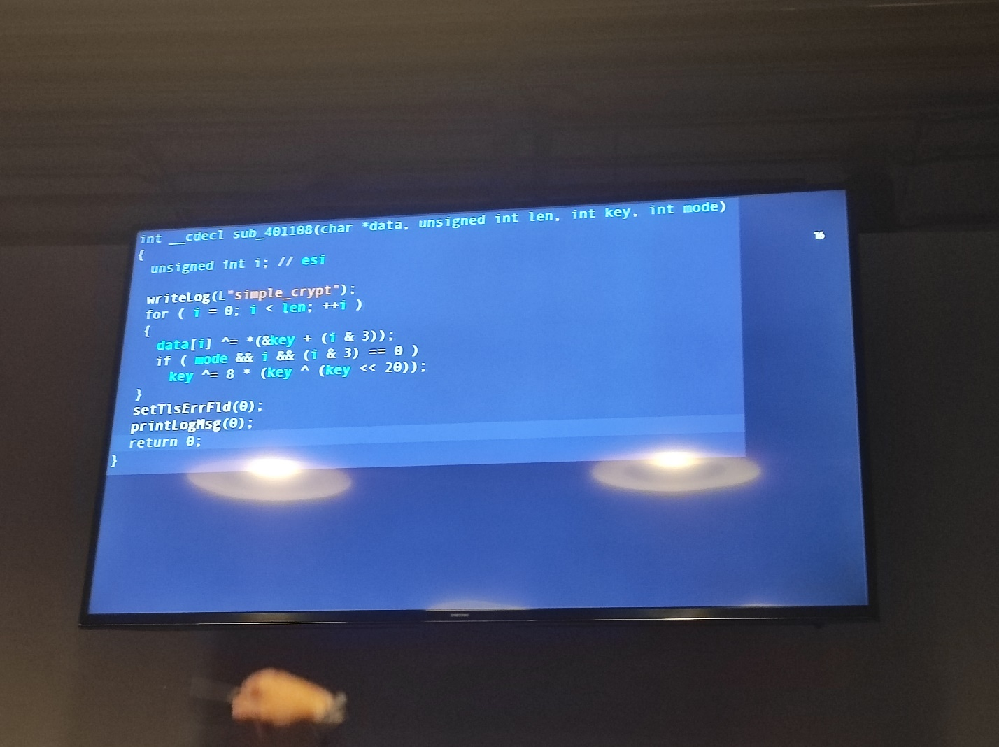 int __cdecl sub_401108(char *data, unsigned int len, int key, int mode)
{
unsigned int i; // esi
writeLog(L"simple_crypt");
for ( i = 0; i < len; ++i )
{
data[i] ^= *(&key + (i & 3));
if ( mode && i && (i & 3) == 0 )
key ^= 8 * (key ^ (key << 20));
}
setTlsErrFld(0);
printLogMsg(0);
return 0;
}
16
SAMSUNG